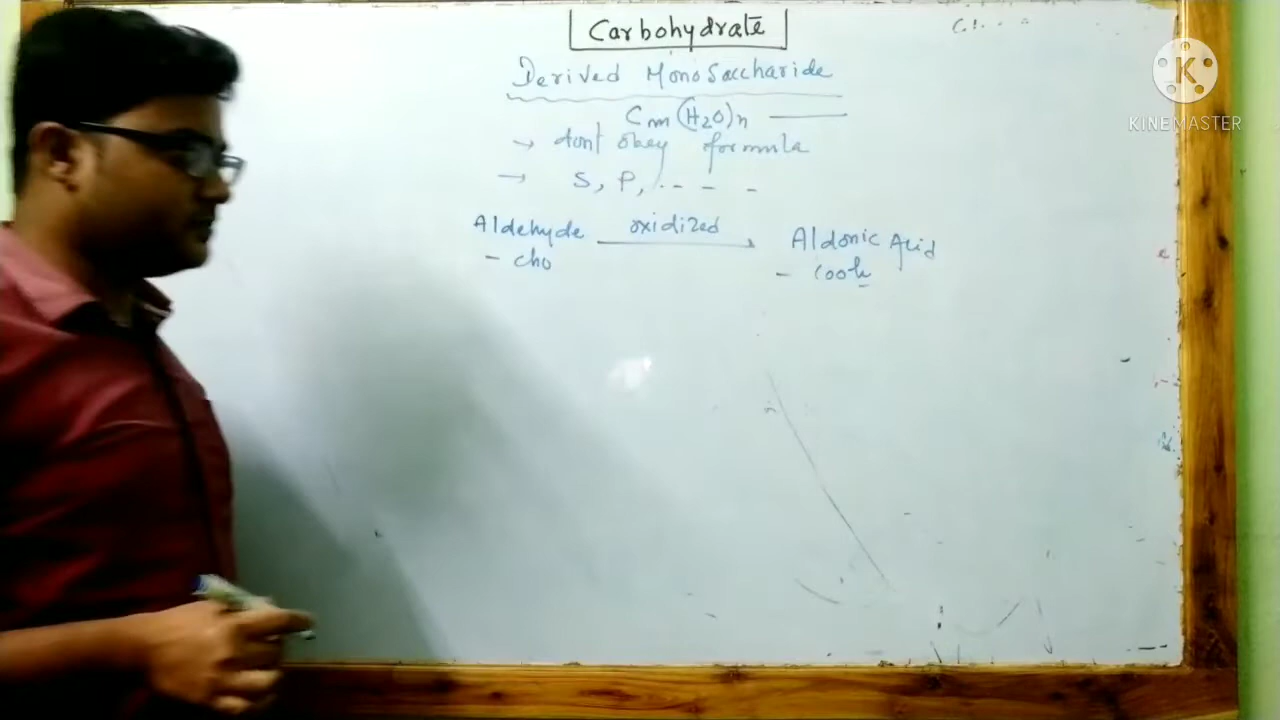 Carbohydrate
Derived MonoSaccharide
Cm(H2O)n
→ dont obey formula
→ S, P, .- - -
Aldehyde oxidized Aldonic Acid
- cho - cooh
K
KINEMASTER